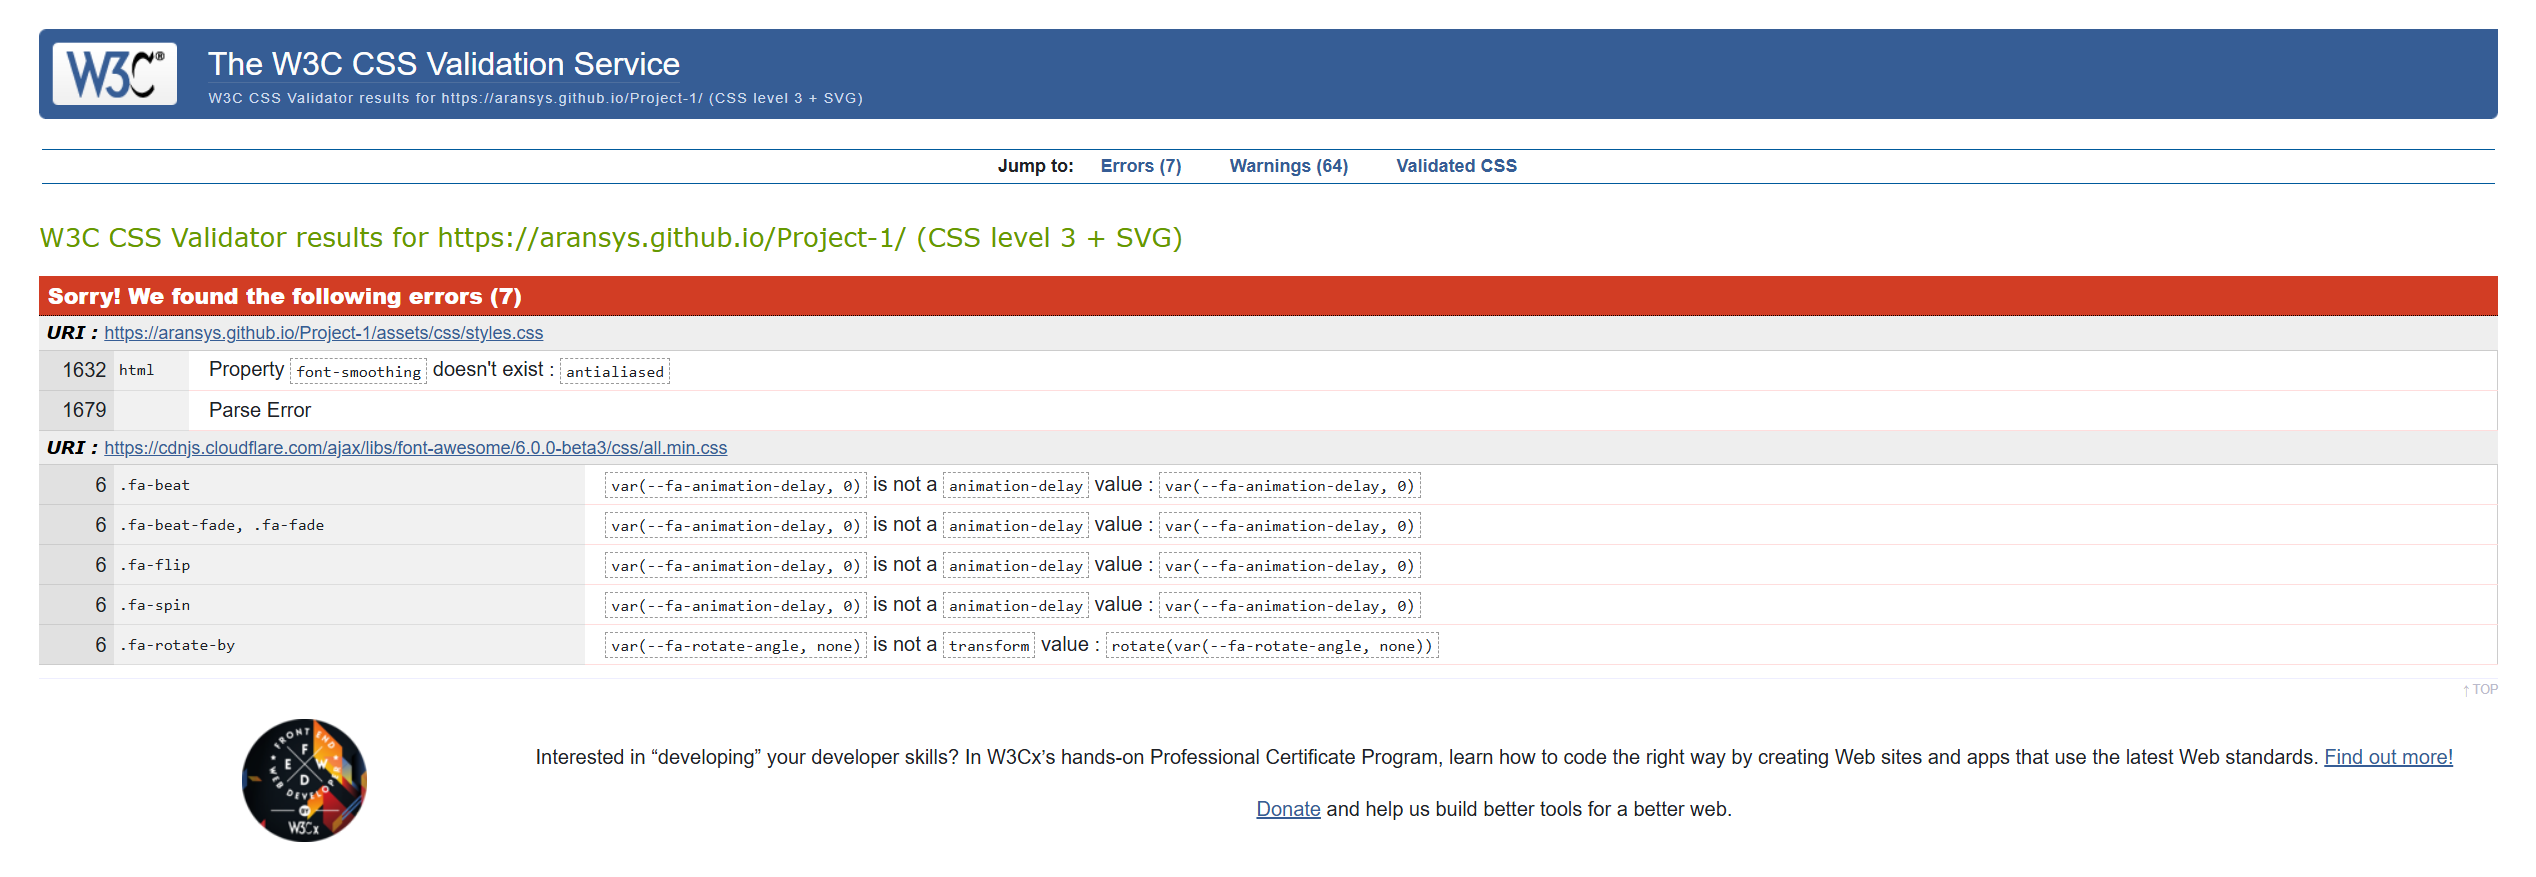 W3C®
The W3C CSS Validation Service
W3C CSS Validator results for https://aransys.github.io/Project-1/ (CSS level 3 + SVG)
Jump to: Errors (7) Warnings (64) Validated CSS
W3C CSS Validator results for https://aransys.github.io/Project-1/ (CSS level 3 + SVG)
Sorry! We found the following errors (7)
URI : https://aransys.github.io/Project-1/assets/css/styles.css
1632 html Property font-smoothing doesn't exist : antialiased
1679 Parse Error
URI : https://cdnjs.cloudflare.com/ajax/libs/font-awesome/6.0.0-beta3/css/all.min.css
6 .fa-beat var(--fa-animation-delay, 0) is not a animation-delay value : var(--fa-animation-delay, 0)
6 .fa-beat-fade, .fa-fade var(--fa-animation-delay, 0) is not a animation-delay value : var(--fa-animation-delay, 0)
6 .fa-flip var(--fa-animation-delay, 0) is not a animation-delay value : var(--fa-animation-delay, 0)
6 .fa-spin var(--fa-animation-delay, 0) is not a animation-delay value : var(--fa-animation-delay, 0)
6 .fa-rotate-by var(--fa-rotate-angle, none) is not a transform value : rotate(var(--fa-rotate-angle, none))
↑ TOP
FRONT END
F
E W
D
WEB DEVELOPER
BY
W3Cx
Interested in “developing” your developer skills? In W3Cx’s hands-on Professional Certificate Program, learn how to code the right way by creating Web sites and apps that use the latest Web standards. Find out more!
Donate and help us build better tools for a better web.